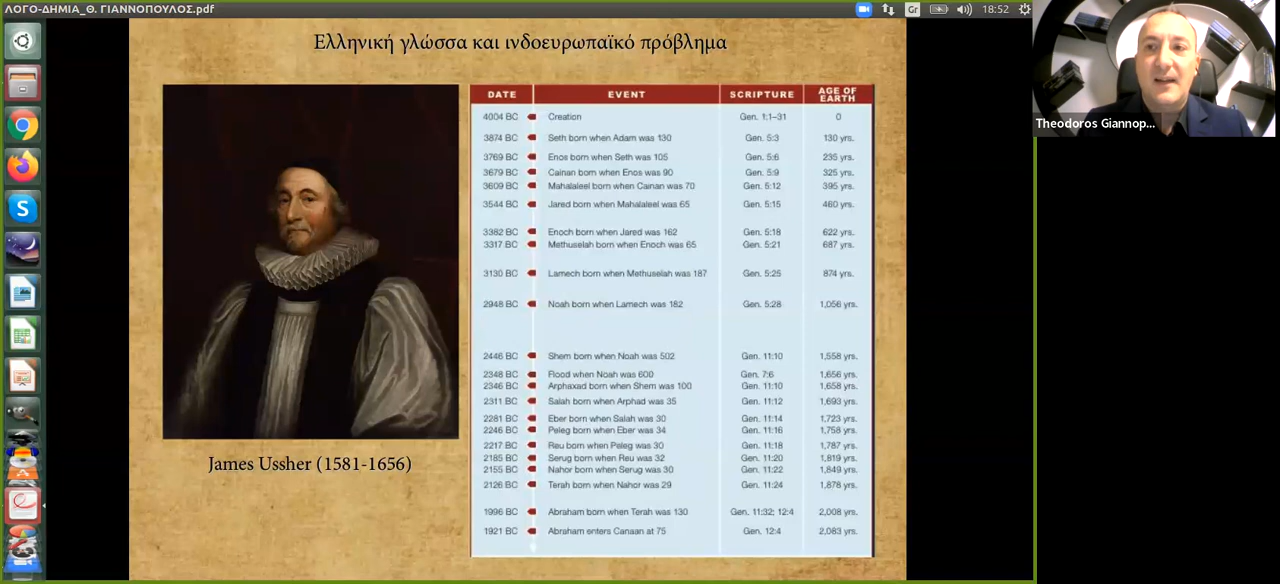 ΛΟΓΟ-ΔΗΜΙΑ_Θ. ΓΙΑΝΝΟΠΟΥΛΟΣ.pdf
Gr
18:52
Ελληνική γλώσσα και ινδοευρωπαϊκό πρόβλημα
Theodoros Giannop...
DATE EVENT SCRIPTURE AGE OF EARTH
4004 BC Creation Gen. 1:1–31 0
3874 BC Seth born when Adam was 130 Gen. 5:3 130 yrs.
3769 BC Enos born when Seth was 105 Gen. 5:6 235 yrs.
3679 BC Cainan born when Enos was 90 Gen. 5:9 325 yrs.
3609 BC Mahalaleel born when Cainan was 70 Gen. 5:12 395 yrs.
3544 BC Jared born when Mahalaleel was 65 Gen. 5:15 460 yrs.
3382 BC Enoch born when Jared was 162 Gen. 5:18 622 yrs.
3317 BC Methuselah born when Enoch was 65 Gen. 5:21 687 yrs.
3130 BC Lamech born when Methuselah was 187 Gen. 5:25 874 yrs.
2948 BC Noah born when Lamech was 182 Gen. 5:28 1,056 yrs.
2446 BC Shem born when Noah was 502 Gen. 11:10 1,558 yrs.
2348 BC Flood when Noah was 600 Gen. 7:6 1,656 yrs.
2346 BC Arphaxad born when Shem was 100 Gen. 11:10 1,658 yrs.
2311 BC Salah born when Arphad was 35 Gen. 11:12 1,693 yrs.
2281 BC Eber born when Salah was 30 Gen. 11:14 1,723 yrs.
2246 BC Peleg born when Eber was 34 Gen. 11:16 1,758 yrs.
2217 BC Reu born when Peleg was 30 Gen. 11:18 1,787 yrs.
2185 BC Serug born when Reu was 32 Gen. 11:20 1,819 yrs.
2155 BC Nahor born when Serug was 30 Gen. 11:22 1,849 yrs.
2126 BC Terah born when Nahor was 29 Gen. 11:24 1,878 yrs.
1996 BC Abraham born when Terah was 130 Gen. 11:32; 12:4 2,008 yrs.
1921 BC Abraham enters Canaan at 75 Gen. 12:4 2,083 yrs.
James Ussher (1581-1656)